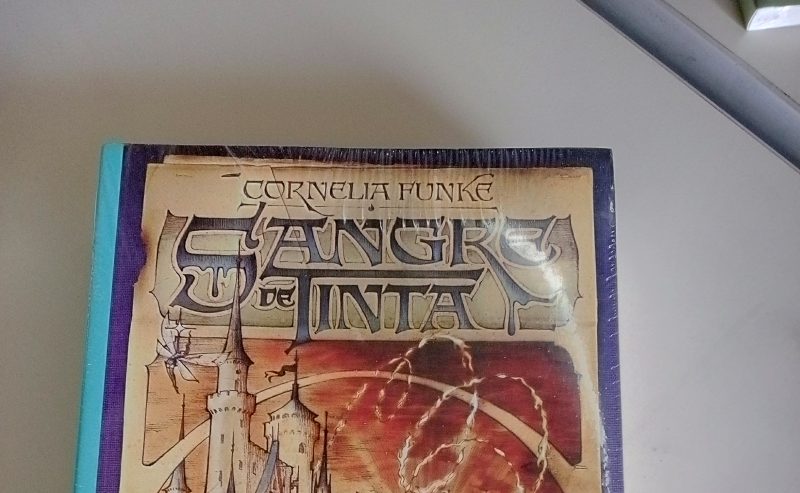 CORNELIA FUNKE
SANGRE
DE TINTA